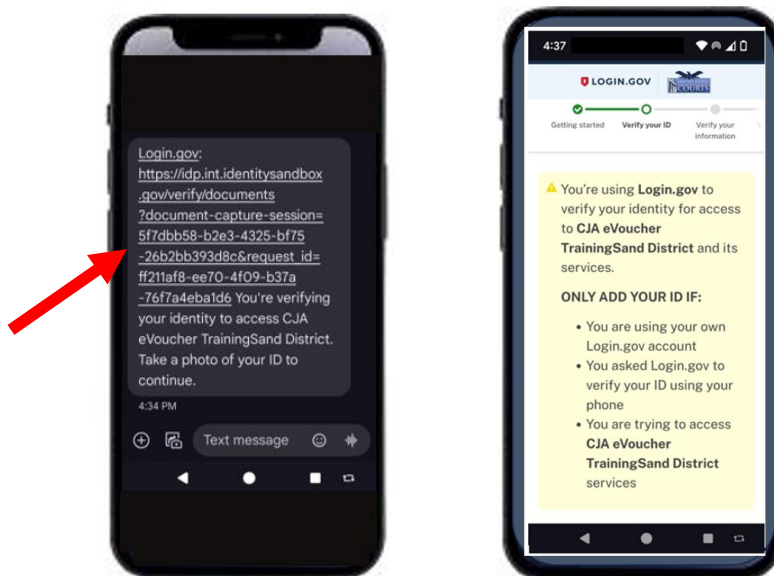 Login.gov:
https://idp.int.identitysandbox
.gov/verify/documents
?document-capture-session=
5f7dbb58-b2e3-4325-bf75
-26b2bb393d8c&request_id=
ff211af8-ee70-4f09-b37a
-76f7a4eba1d6 You're verifying
your identity to access CJA
eVoucher TrainingSand District.
Take a photo of your ID to
continue.
4:34 PM
Text message
4:37
LOGIN.GOV
COURTS
Getting started Verify your ID Verify your
information
You're using Login.gov to
verify your identity for access
to CJA eVoucher
TrainingSand District and its
services.
ONLY ADD YOUR ID IF:
• You are using your own
Login.gov account
• You asked Login.gov to
verify your ID using your
phone
• You are trying to access
CJA eVoucher
TrainingSand District
services